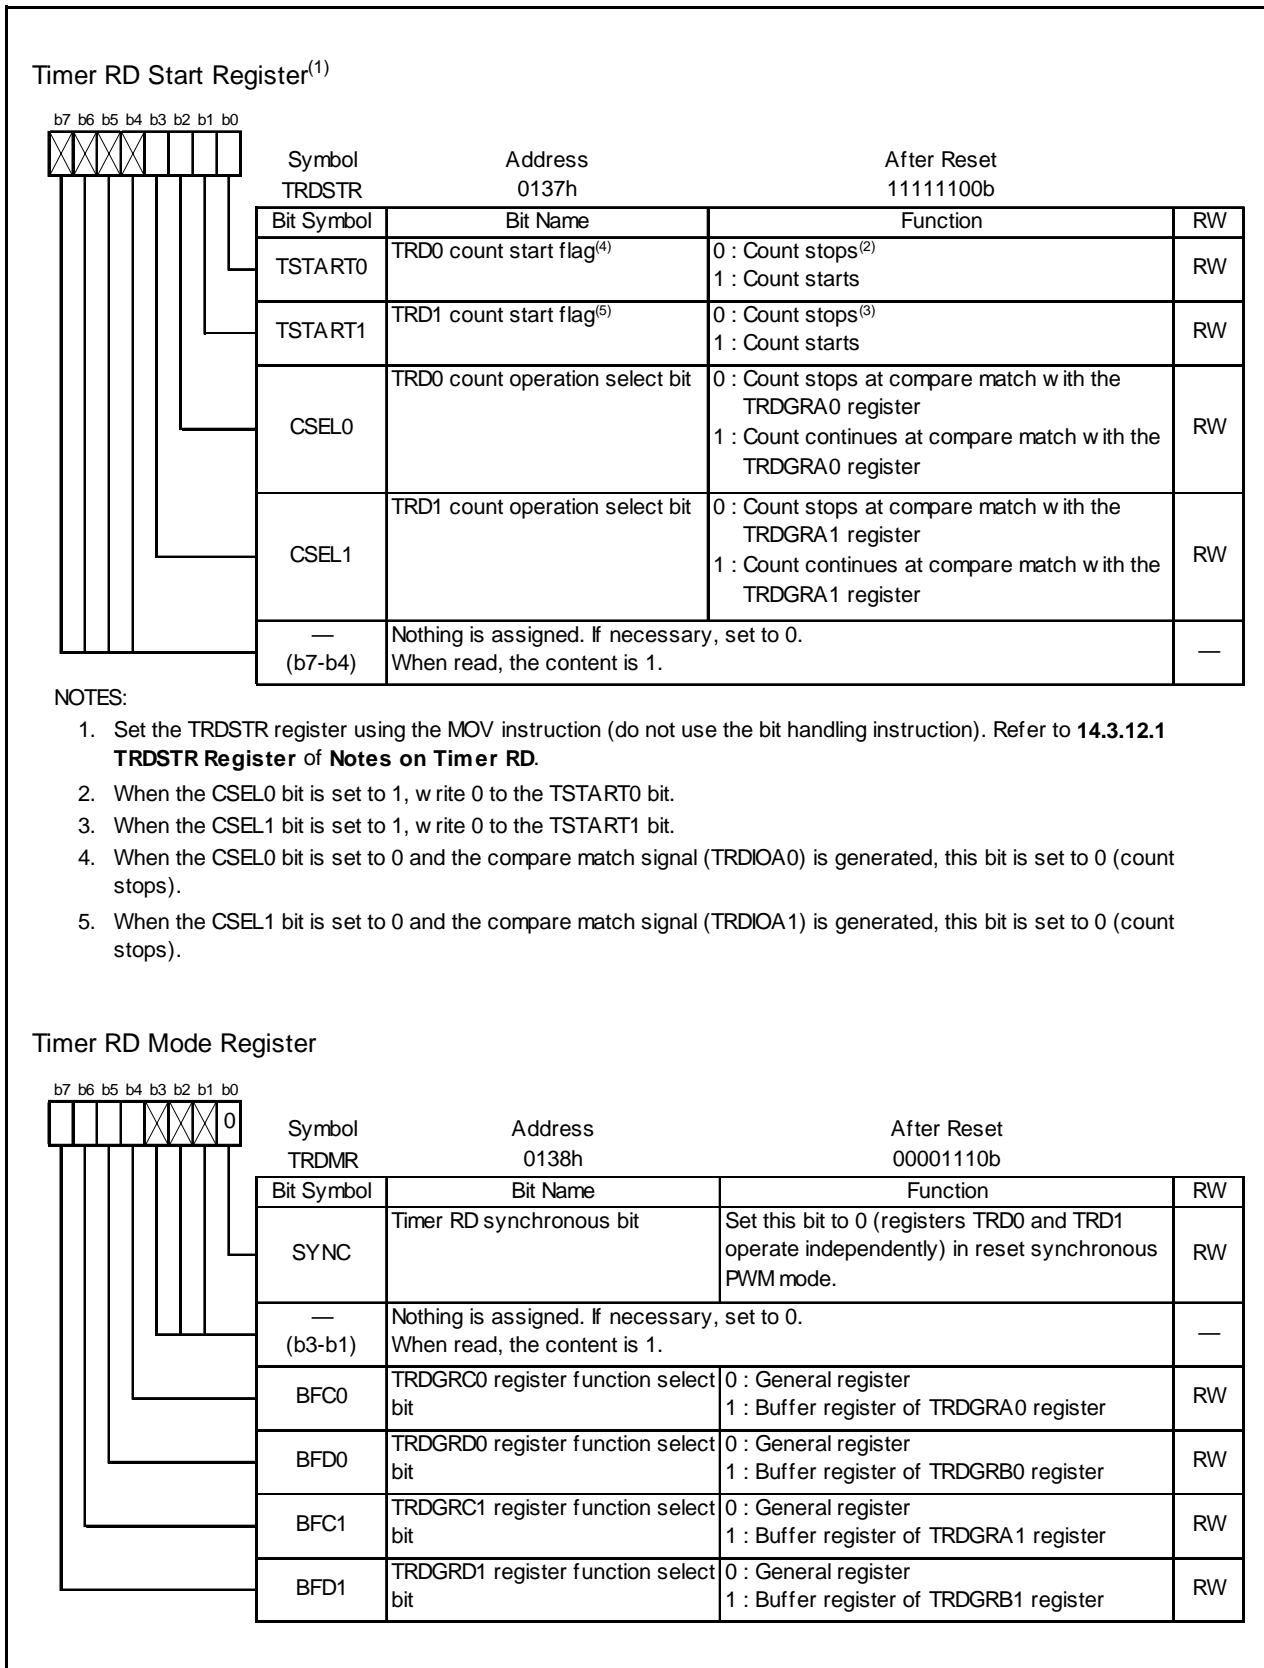 Timer RD Start Register(1)
b7 b6 b5 b4 b3 b2 b1 b0
Symbol Address After Reset
TRDSTR 0137h 11111100b
Bit Symbol Bit Name Function RW
TSTART0 TRD0 count start flag(4) 0 : Count stops(2) RW
1 : Count starts
TSTART1 TRD1 count start flag(5) 0 : Count stops(3) RW
1 : Count starts
CSEL0 TRD0 count operation select bit 0 : Count stops at compare match with the RW
TRDGRA0 register
1 : Count continues at compare match with the
TRDGRA0 register
CSEL1 TRD1 count operation select bit 0 : Count stops at compare match with the RW
TRDGRA1 register
1 : Count continues at compare match with the
TRDGRA1 register
— Nothing is assigned. If necessary, set to 0. —
(b7-b4) When read, the content is 1.
NOTES:
1. Set the TRDSTR register using the MOV instruction (do not use the bit handling instruction). Refer to 14.3.12.1
TRDSTR Register of Notes on Timer RD.
2. When the CSEL0 bit is set to 1, write 0 to the TSTART0 bit.
3. When the CSEL1 bit is set to 1, write 0 to the TSTART1 bit.
4. When the CSEL0 bit is set to 0 and the compare match signal (TRDIOA0) is generated, this bit is set to 0 (count
stops).
5. When the CSEL1 bit is set to 0 and the compare match signal (TRDIOA1) is generated, this bit is set to 0 (count
stops).
Timer RD Mode Register
b7 b6 b5 b4 b3 b2 b1 b0
0
Symbol Address After Reset
TRDMR 0138h 00001110b
Bit Symbol Bit Name Function RW
SYNC Timer RD synchronous bit Set this bit to 0 (registers TRD0 and TRD1 RW
operate independently) in reset synchronous
PWM mode.
— Nothing is assigned. If necessary, set to 0. —
(b3-b1) When read, the content is 1.
BFC0 TRDGRC0 register function select 0 : General register RW
bit 1 : Buffer register of TRDGRA0 register
BFD0 TRDGRD0 register function select 0 : General register RW
bit 1 : Buffer register of TRDGRB0 register
BFC1 TRDGRC1 register function select 0 : General register RW
bit 1 : Buffer register of TRDGRA1 register
BFD1 TRDGRD1 register function select 0 : General register RW
bit 1 : Buffer register of TRDGRB1 register